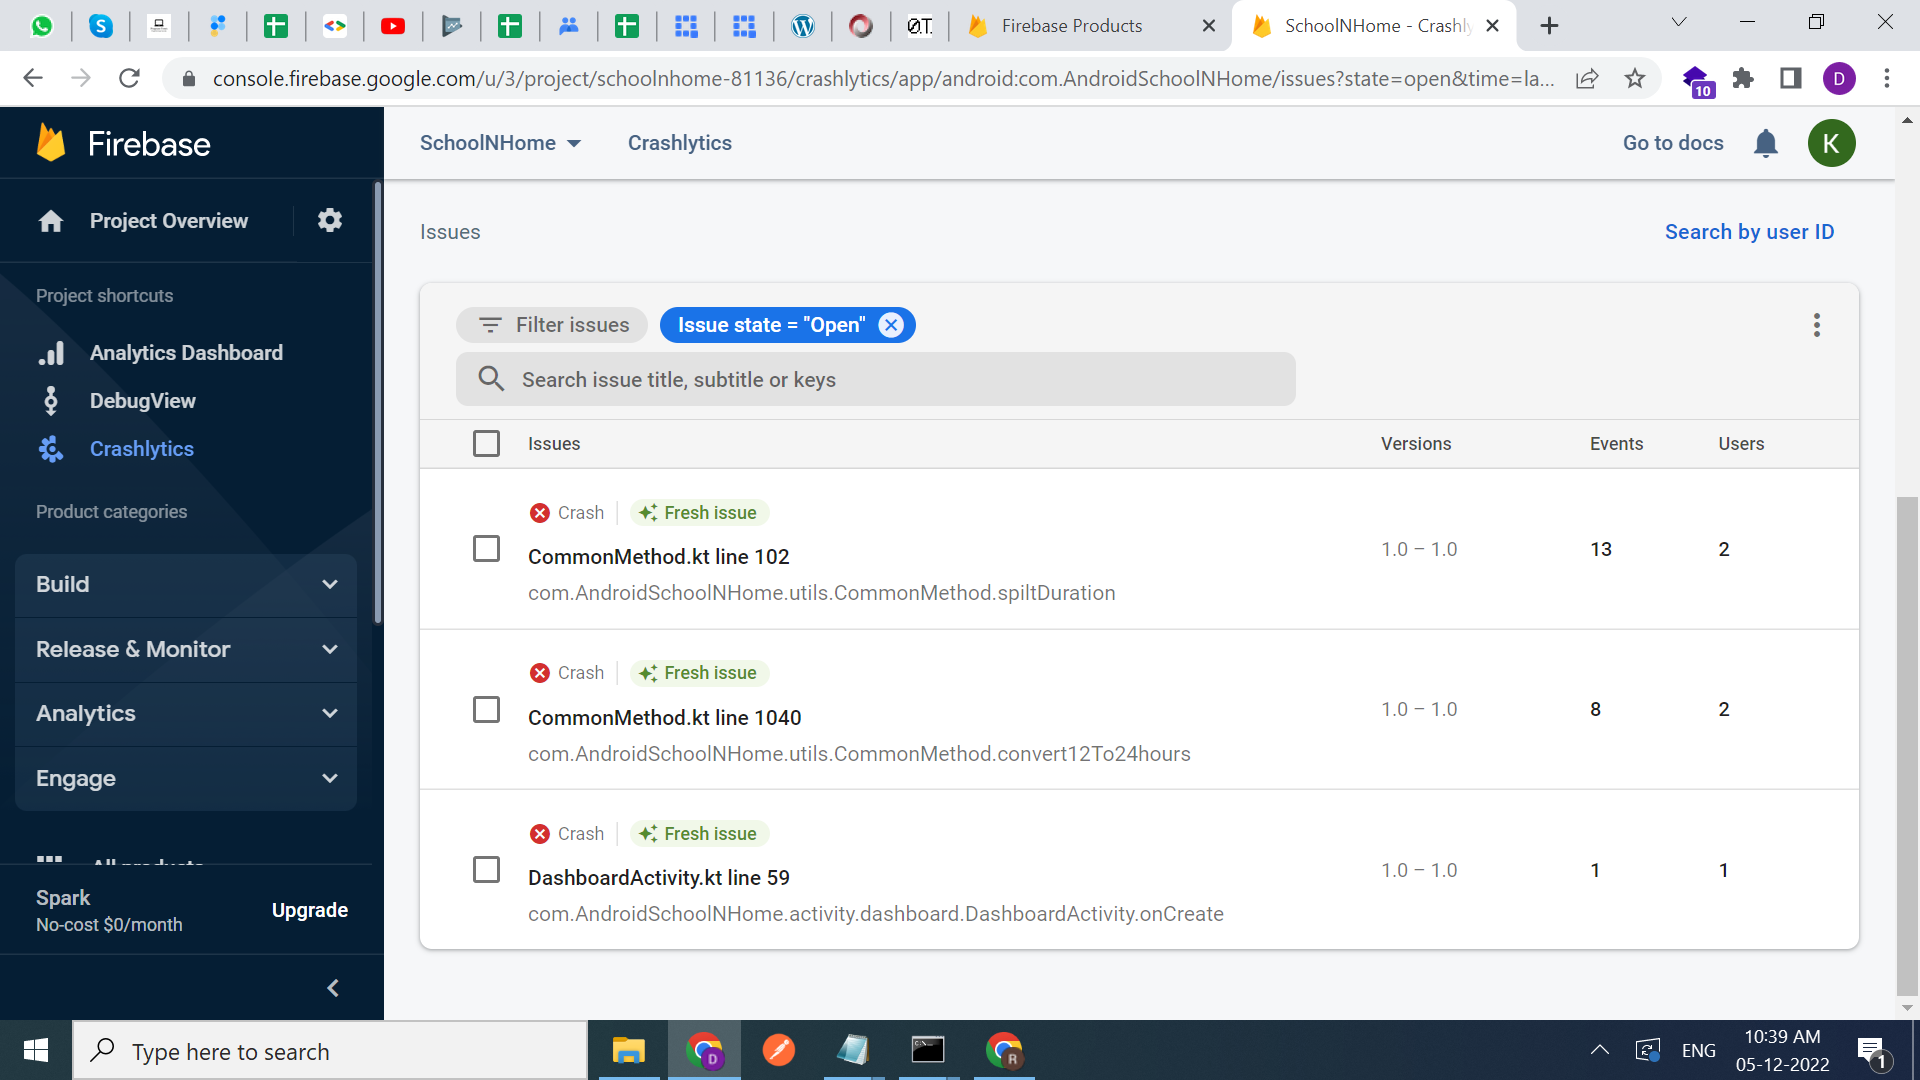 Firebase Products
SchoolNHome - Crashly
console.firebase.google.com/u/3/project/schoolnhome-81136/crashlytics/app/android:com.AndroidSchoolNHome/issues?state=open&time=la...
10
D
Firebase
SchoolNHome
Crashlytics
Go to docs
K
Project Overview
Project shortcuts
Analytics Dashboard
DebugView
Crashlytics
Product categories
Build
Release & Monitor
Analytics
Engage
All products
Spark
No-cost $0/month
Upgrade
Issues
Search by user ID
Filter issues
Issue state = "Open"
Search issue title, subtitle or keys
Issues
Versions
Events
Users
Crash
Fresh issue
CommonMethod.kt line 102
com.AndroidSchoolNHome.utils.CommonMethod.spiltDuration
1.0 – 1.0
13
2
Crash
Fresh issue
CommonMethod.kt line 1040
com.AndroidSchoolNHome.utils.CommonMethod.convert12To24hours
1.0 – 1.0
8
2
Crash
Fresh issue
DashboardActivity.kt line 59
com.AndroidSchoolNHome.activity.dashboard.DashboardActivity.onCreate
1.0 – 1.0
1
1
Type here to search
D
R
ENG
10:39 AM
05-12-2022
1